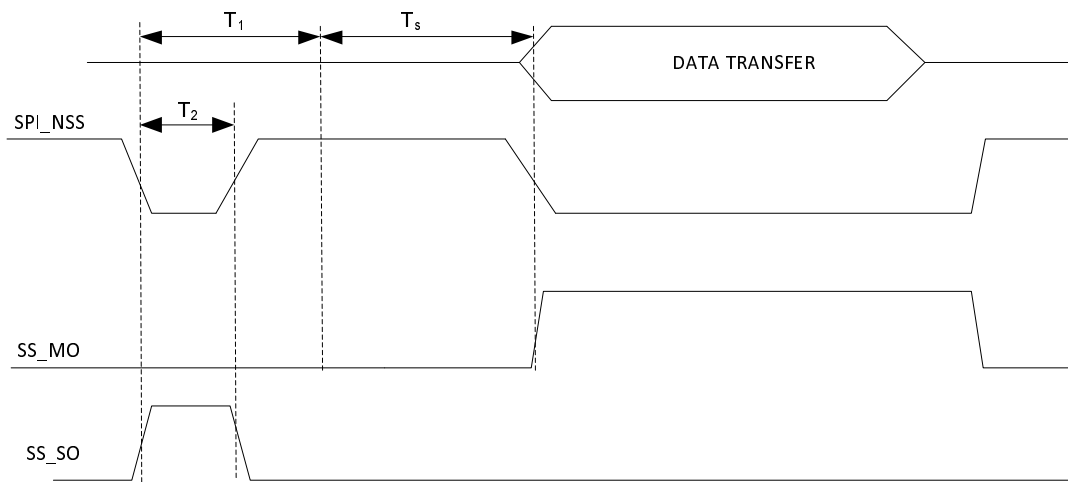 T₁
Tₛ
DATA TRANSFER
T₂
SPI_NSS
SS_MO
SS_SO